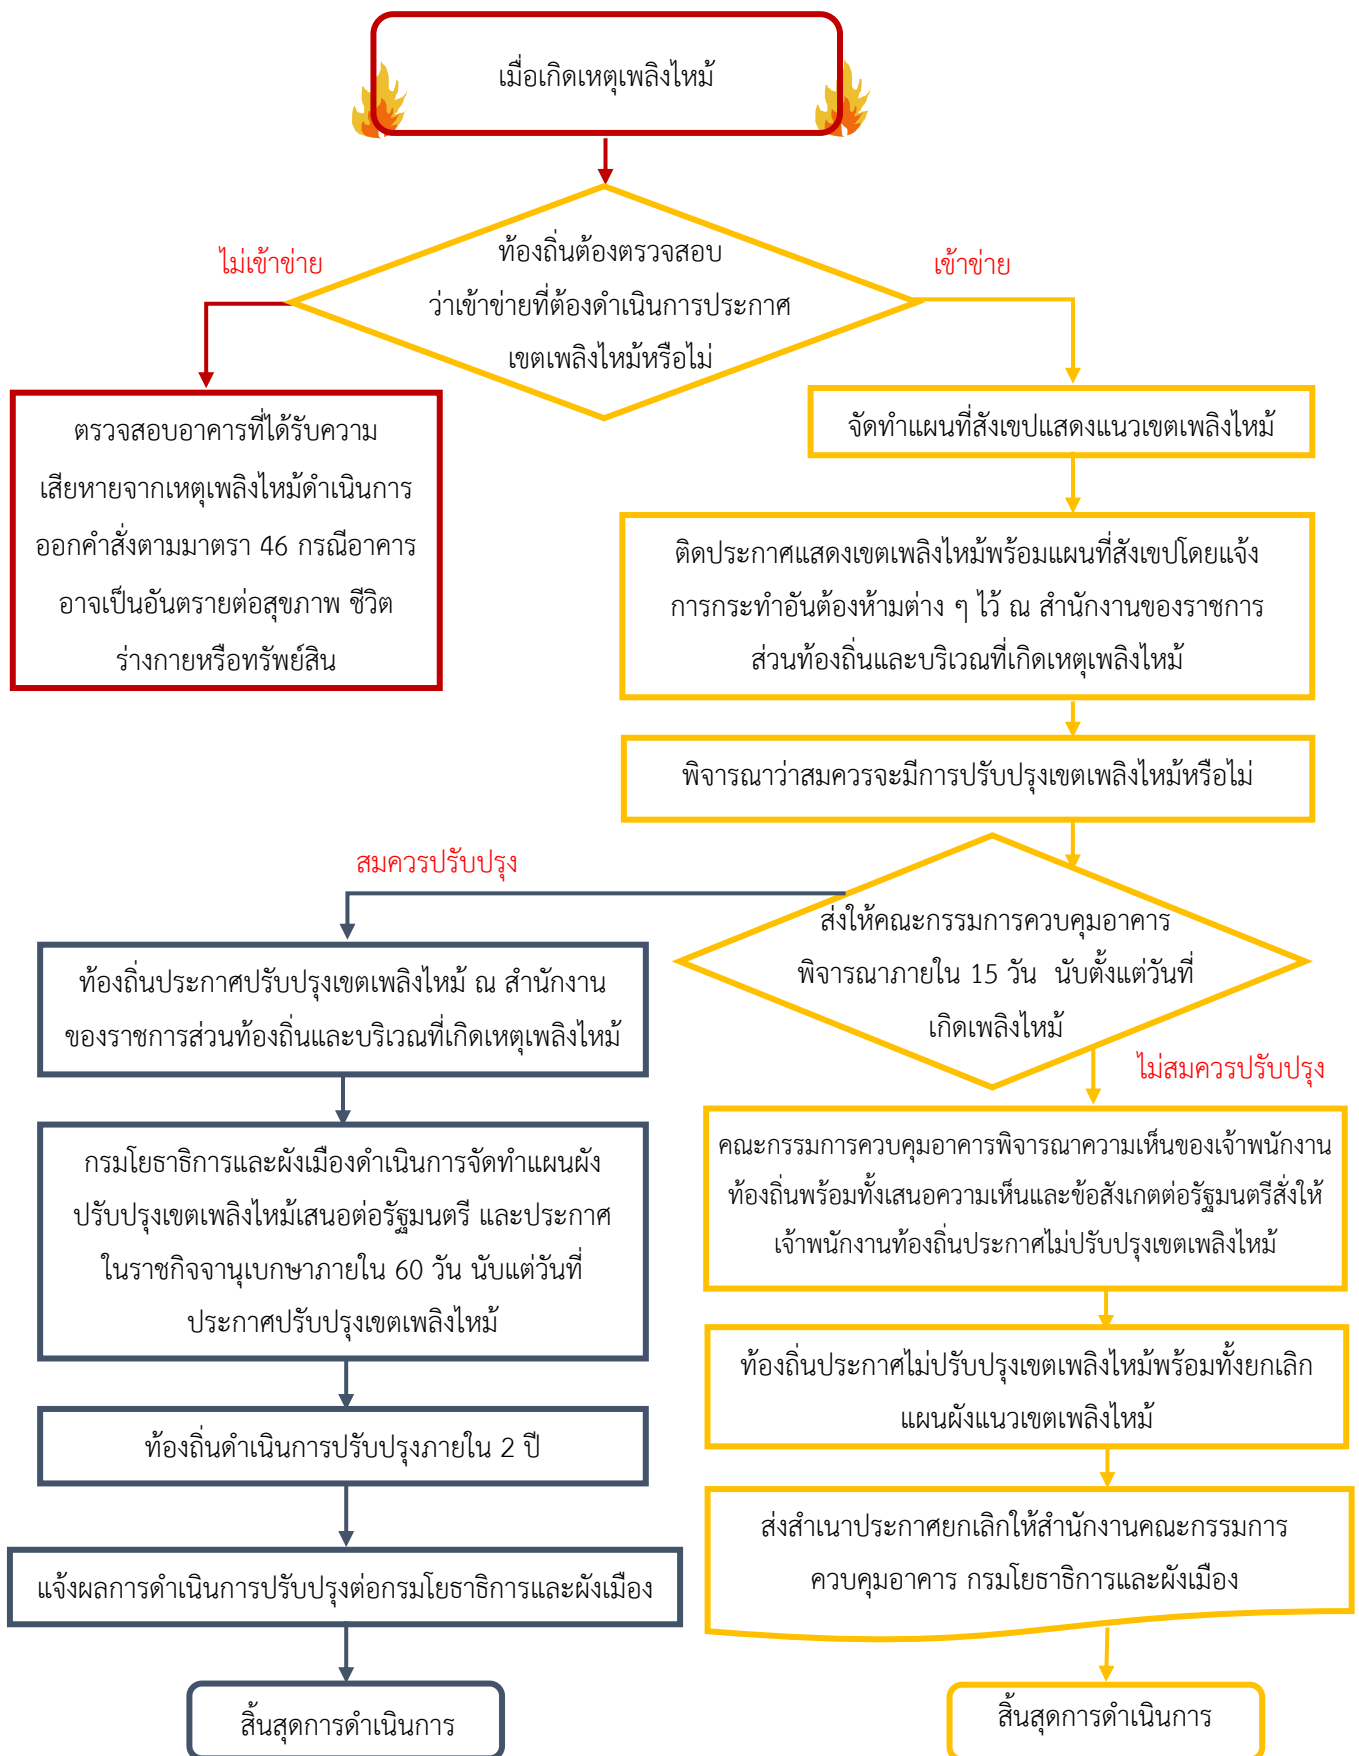 เมื่อเกิดเหตุเพลิงไหม้
ท้องถิ่นต้องตรวจสอบ
ว่าเข้าข่ายที่ต้องดำเนินการประกาศ
เขตเพลิงไหม้หรือไม่
ไม่เข้าข่าย
เข้าข่าย
ตรวจสอบอาคารที่ได้รับความ
เสียหายจากเหตุเพลิงไหม้ดำเนินการ
ออกคำสั่งตามมาตรา 46 กรณีอาคาร
อาจเป็นอันตรายต่อสุขภาพ ชีวิต
ร่างกายหรือทรัพย์สิน
จัดทำแผนที่สังเขปแสดงแนวเขตเพลิงไหม้
ติดประกาศแสดงเขตเพลิงไหม้พร้อมแผนที่สังเขปโดยแจ้ง
การกระทำอันต้องห้ามต่าง ๆ ไว้ ณ สำนักงานของราชการ
ส่วนท้องถิ่นและบริเวณที่เกิดเหตุเพลิงไหม้
พิจารณาว่าสมควรจะมีการปรับปรุงเขตเพลิงไหม้หรือไม่
ส่งให้คณะกรรมการควบคุมอาคาร
พิจารณาภายใน 15 วัน นับตั้งแต่วันที่
เกิดเพลิงไหม้
สมควรปรับปรุง
ไม่สมควรปรับปรุง
ท้องถิ่นประกาศปรับปรุงเขตเพลิงไหม้ ณ สำนักงาน
ของราชการส่วนท้องถิ่นและบริเวณที่เกิดเหตุเพลิงไหม้
กรมโยธาธิการและผังเมืองดำเนินการจัดทำแผนผัง
ปรับปรุงเขตเพลิงไหม้เสนอต่อรัฐมนตรี และประกาศ
ในราชกิจจานุเบกษาภายใน 60 วัน นับแต่วันที่
ประกาศปรับปรุงเขตเพลิงไหม้
ท้องถิ่นดำเนินการปรับปรุงภายใน 2 ปี
แจ้งผลการดำเนินการปรับปรุงต่อกรมโยธาธิการและผังเมือง
สิ้นสุดการดำเนินการ
คณะกรรมการควบคุมอาคารพิจารณาความเห็นของเจ้าพนักงาน
ท้องถิ่นพร้อมทั้งเสนอความเห็นและข้อสังเกตต่อรัฐมนตรีสั่งให้
เจ้าพนักงานท้องถิ่นประกาศไม่ปรับปรุงเขตเพลิงไหม้
ท้องถิ่นประกาศไม่ปรับปรุงเขตเพลิงไหม้พร้อมทั้งยกเลิก
แผนผังแนวเขตเพลิงไหม้
ส่งสำเนาประกาศยกเลิกให้สำนักงานคณะกรรมการ
ควบคุมอาคาร กรมโยธาธิการและผังเมือง
สิ้นสุดการดำเนินการ